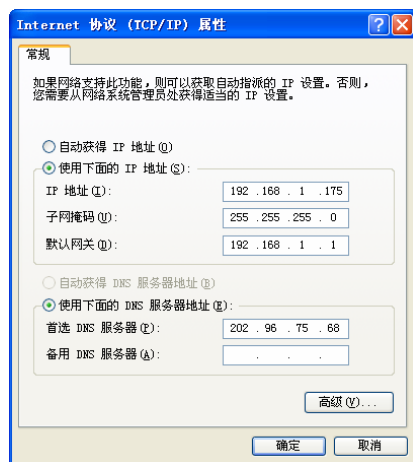 Internet 协议 (TCP/IP) 属性
常规
如果网络支持此功能，则可以获取自动指派的 IP 设置。否则，
您需要从网络系统管理员处获得适当的 IP 设置。
自动获得 IP 地址(O)
使用下面的 IP 地址(S):
IP 地址(I): 192 .168 . 1 .175
子网掩码(U): 255 .255 .255 . 0
默认网关(D): 192 .168 . 1 . 1
自动获得 DNS 服务器地址(B)
使用下面的 DNS 服务器地址(E):
首选 DNS 服务器(P): 202 . 96 . 75 . 68
备用 DNS 服务器(A): . . .
高级(V)...
确定 取消